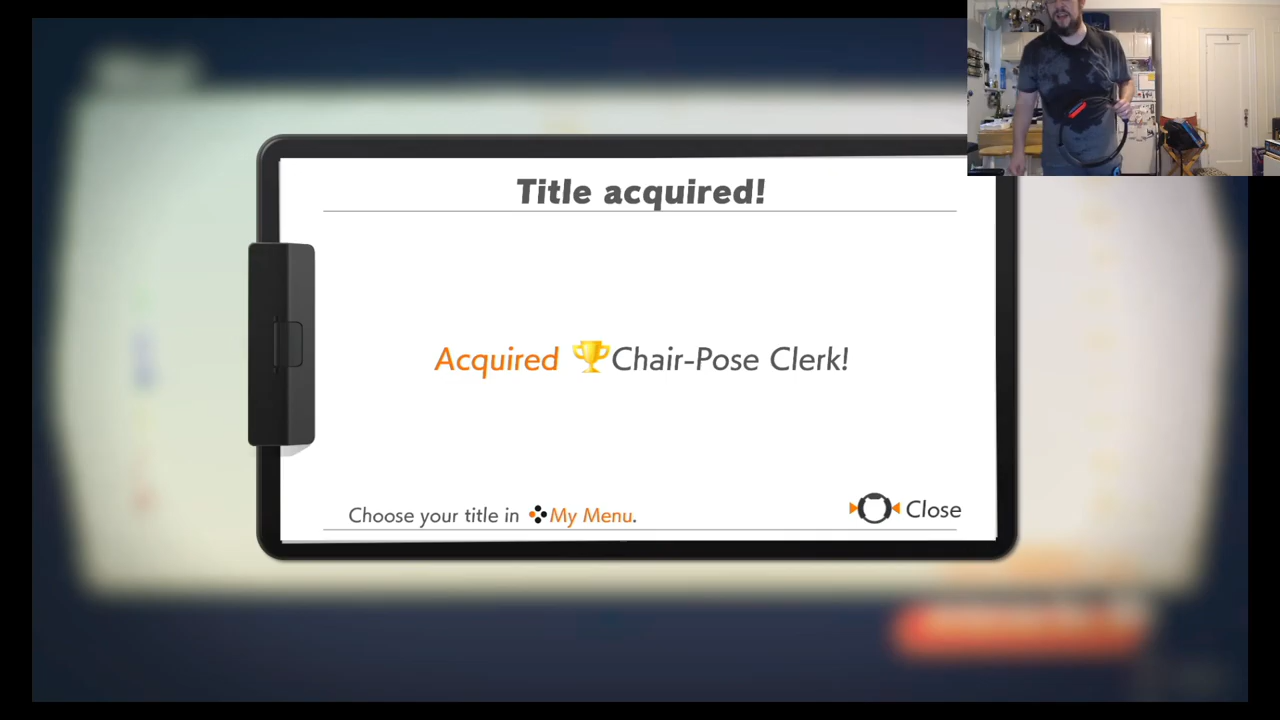 Title acquired!
Acquired 🏆Chair-Pose Clerk!
Choose your title in My Menu.
Close